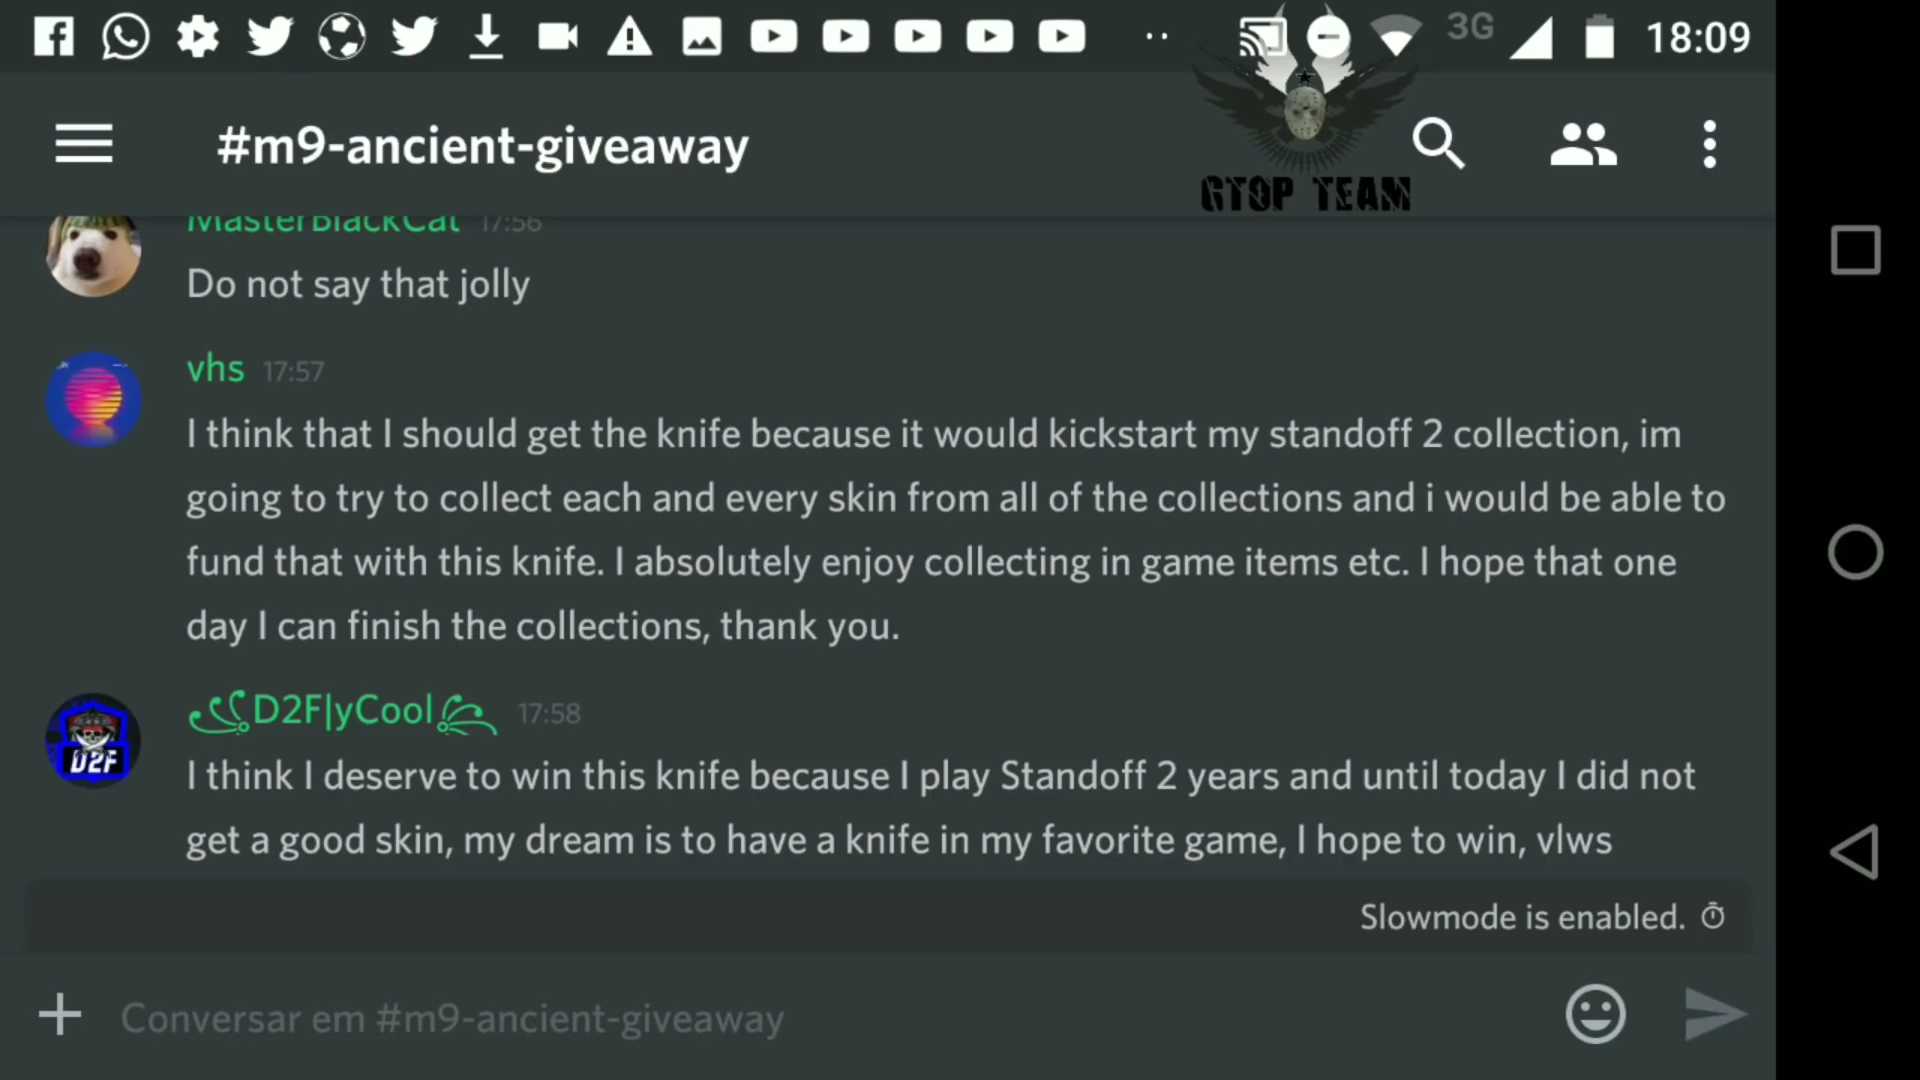 3G 18:09
#m9-ancient-giveaway
GTOP TEAM
MasterBlackCat 17:56
Do not say that jolly
vhs 17:57
I think that I should get the knife because it would kickstart my standoff 2 collection, im
going to try to collect each and every skin from all of the collections and i would be able to
fund that with this knife. I absolutely enjoy collecting in game items etc. I hope that one
day I can finish the collections, thank you.
D2F|yCool 17:58
D2F
I think I deserve to win this knife because I play Standoff 2 years and until today I did not
get a good skin, my dream is to have a knife in my favorite game, I hope to win, vlws
Slowmode is enabled.
Conversar em #m9-ancient-giveaway